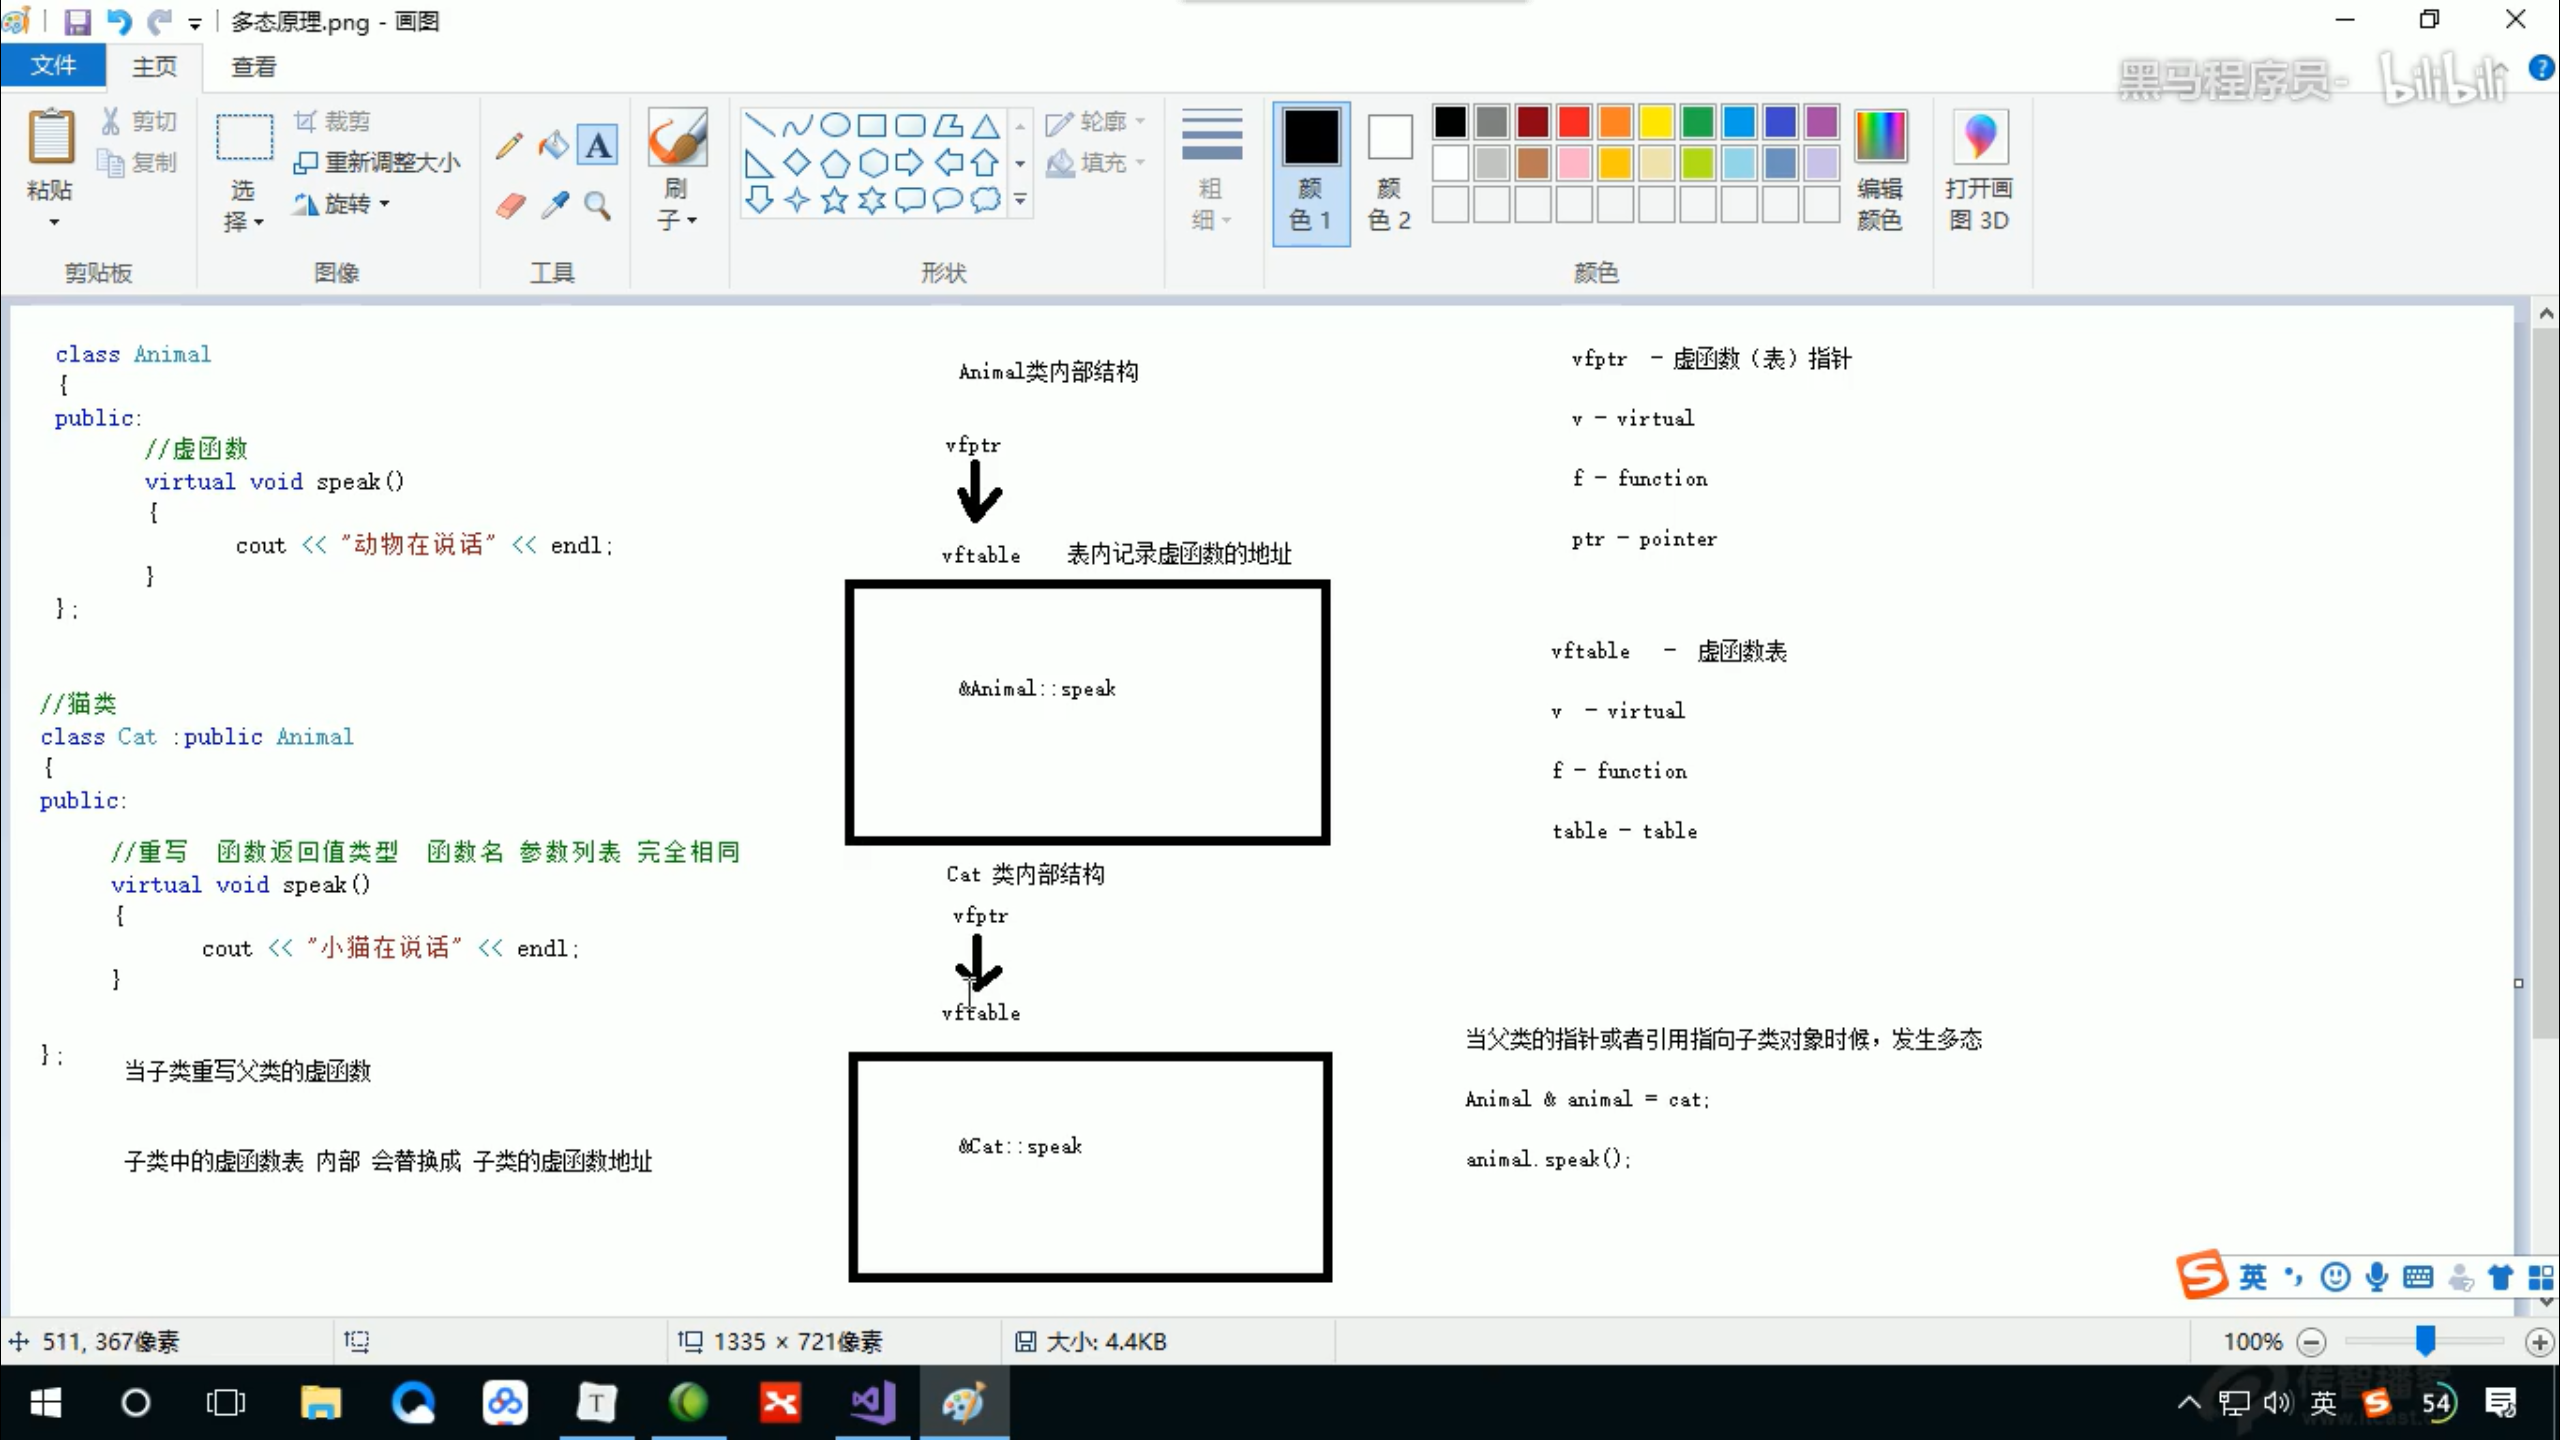 多态原理.png - 画图
文件 主页 查看
黑马程序员- bilibili
粘贴
剪切
复制
剪贴板
选择
裁剪
重新调整大小
旋转
图像
A
工具
刷子
轮廓
填充
形状
粗细
颜色 1
颜色 2
编辑颜色
颜色
打开画图 3D
class Animal
{
public:
//虚函数
virtual void speak()
{
cout << "动物在说话" << endl;
}
};
//猫类
class Cat :public Animal
{
public:
//重写 函数返回值类型 函数名 参数列表 完全相同
virtual void speak()
{
cout << "小猫在说话" << endl;
}
};
当子类重写父类的虚函数
子类中的虚函数表 内部 会替换成 子类的虚函数地址
Animal类内部结构
vfptr
vftable 表内记录虚函数的地址
&Animal::speak
Cat 类内部结构
vfptr
vftable
&Cat::speak
vfptr - 虚函数（表）指针
v - virtual
f - function
ptr - pointer
vftable - 虚函数表
v - virtual
f - function
table - table
当父类的指针或者引用指向子类对象时候，发生多态
Animal & animal = cat;
animal.speak();
英
511, 367像素
1335 × 721像素
大小: 4.4KB
100%
传智播客
T
英
54